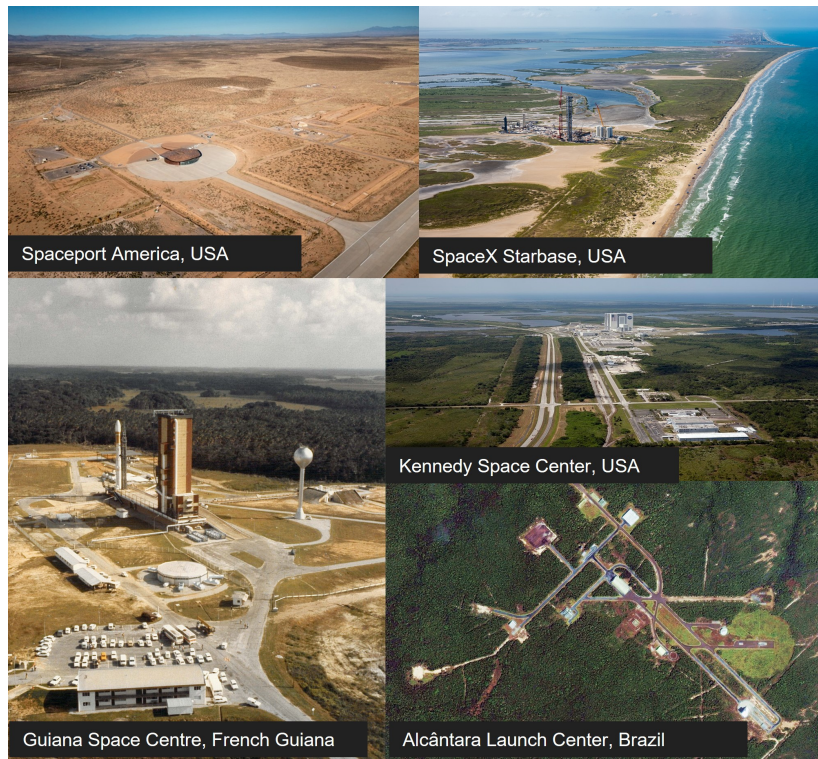 Spaceport America, USA
SpaceX Starbase, USA
Kennedy Space Center, USA
Guiana Space Centre, French Guiana
Alcântara Launch Center, Brazil